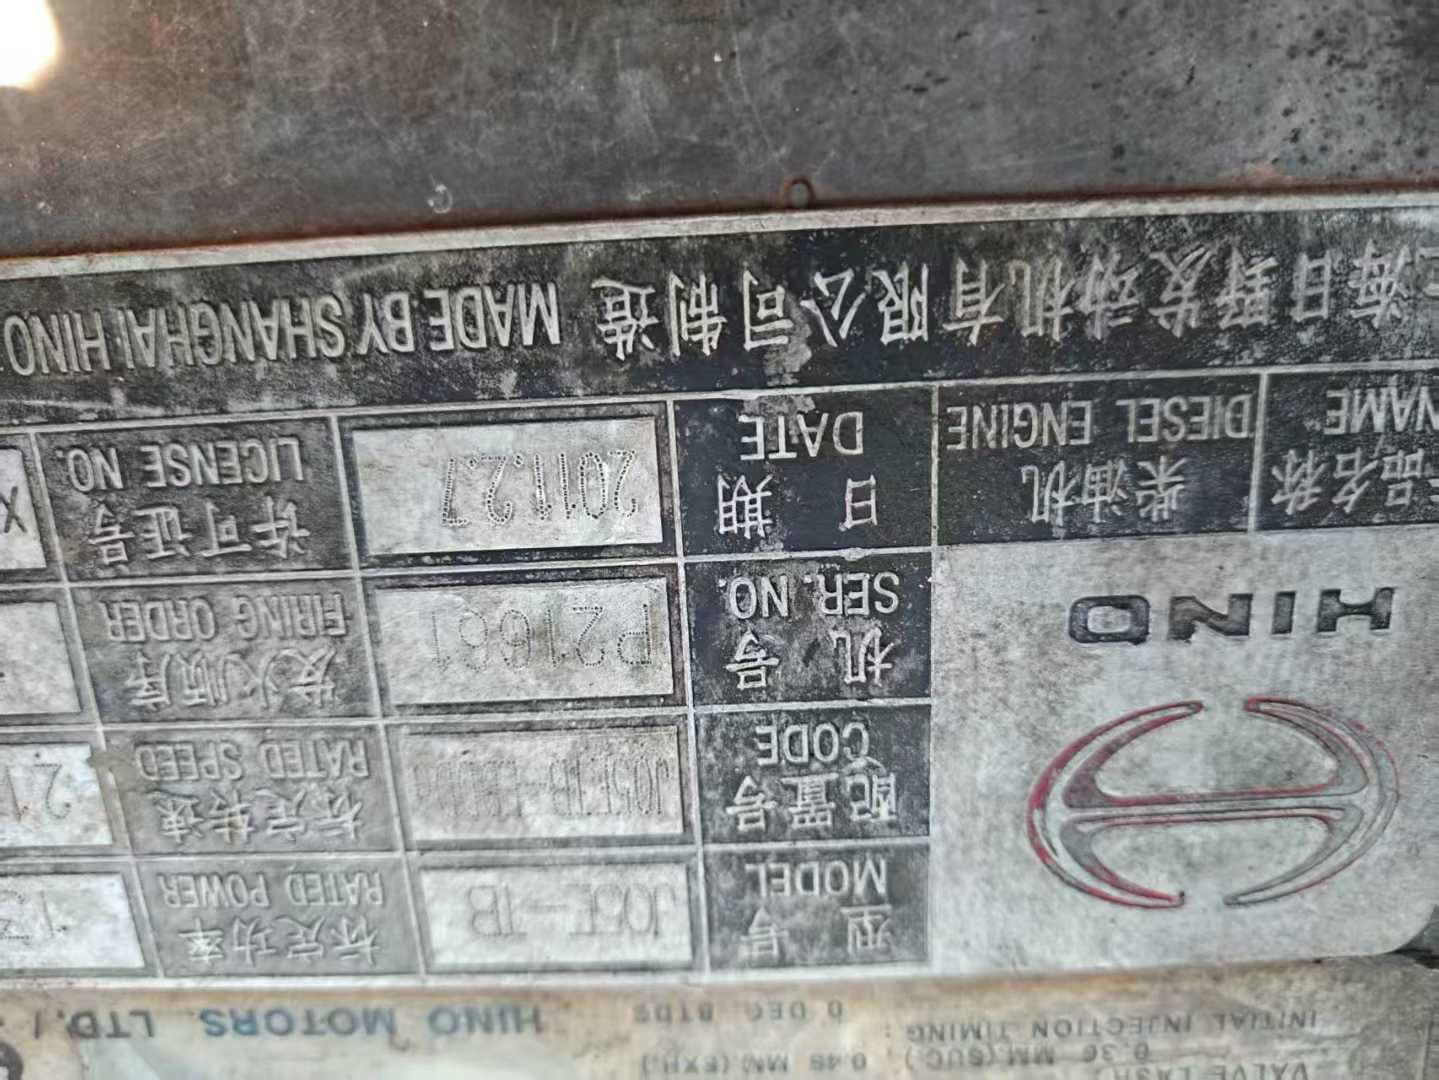 VALVE LASH: 0.36 MM.(SUC.), 0.45 MM.(EXH.)
INITIAL INJECTION TIMING : 0 DEG BTDC
HINO MOTORS, LTD./
型号 J05E-TB 标定功率
MODEL RATED POWER
配置号 标定转速 21
CODE RATED SPEED
HINO
机号 P21661 发火顺序
SER. NO. FIRING ORDER
品名称 柴油机 日期 2011.2.7 许可证号 X
NAME DIESEL ENGINE DATE LICENSE NO.
海日野发动机有限公司制造 MADE BY SHANGHAI HINO